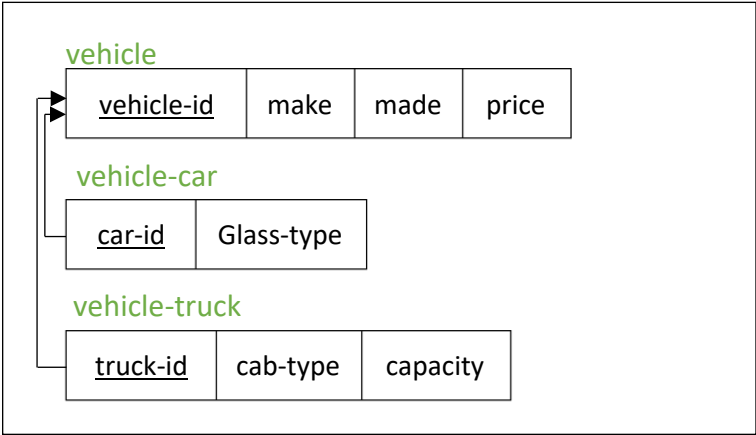 vehicle
vehicle-id make made price
vehicle-car
car-id Glass-type
vehicle-truck
truck-id cab-type capacity